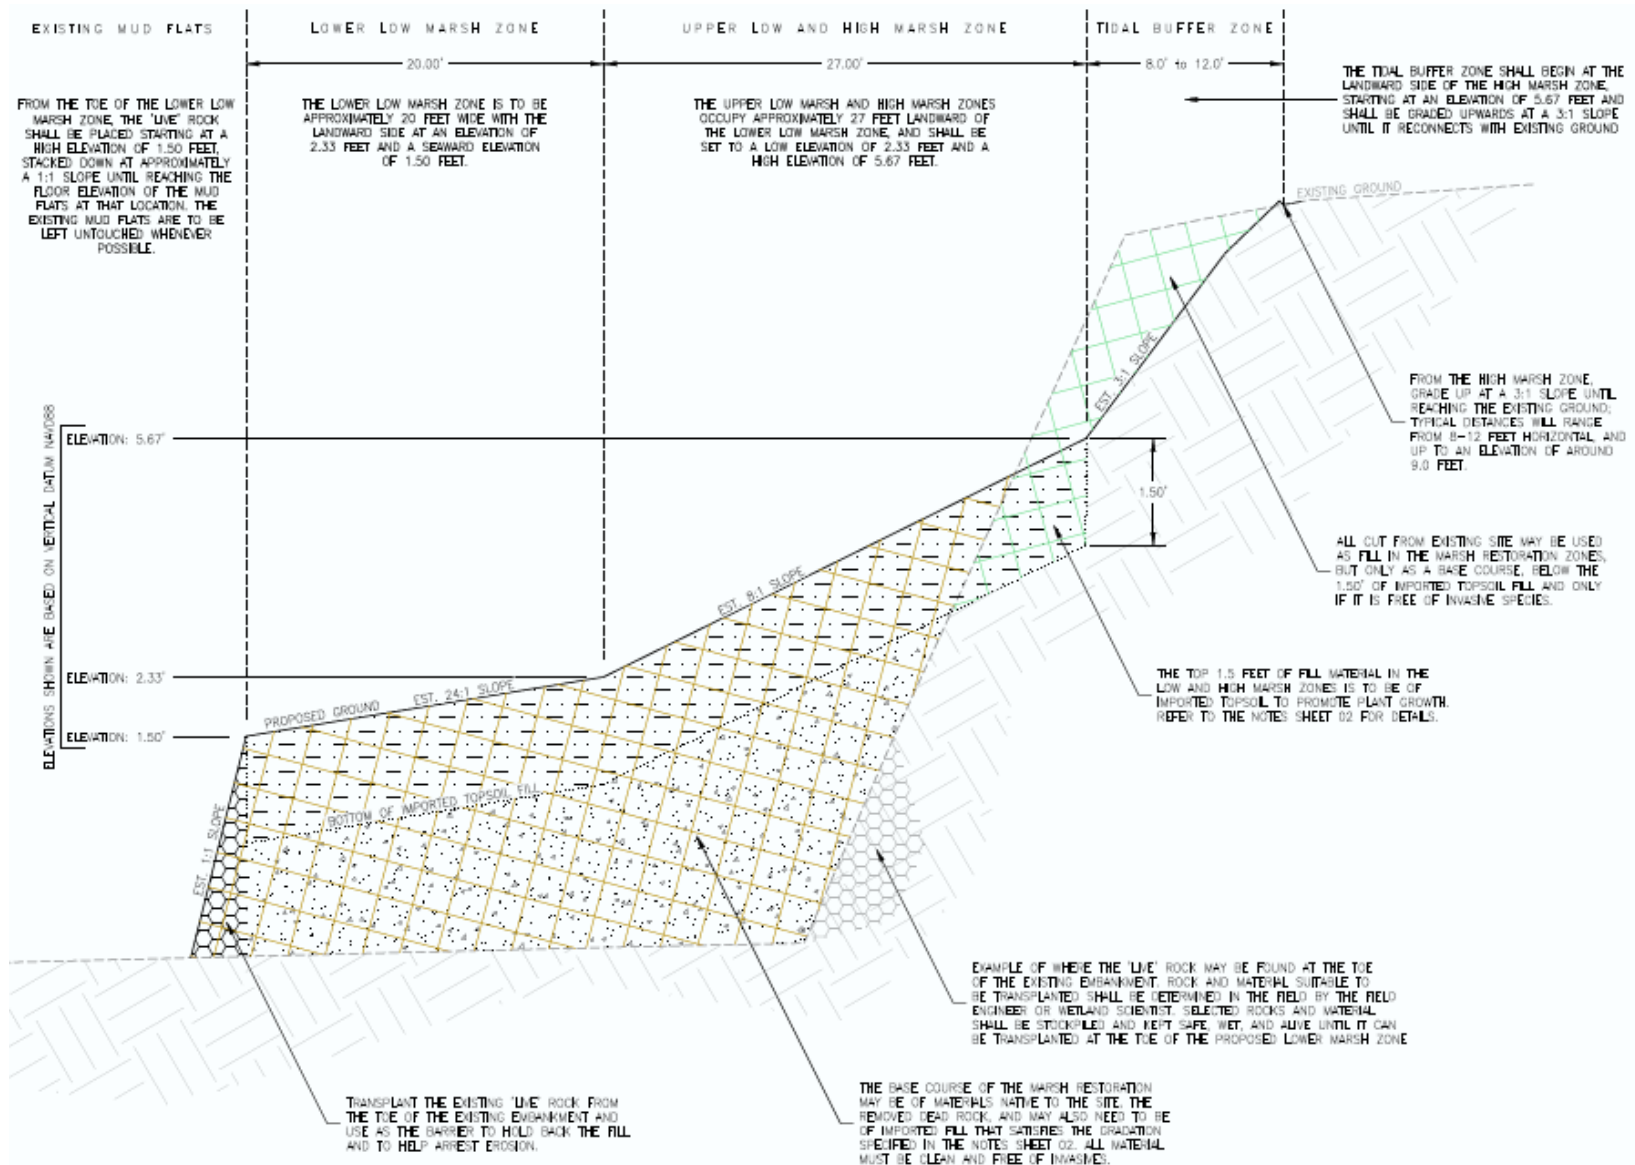 EXISTING MUD FLATS
LOWER LOW MARSH ZONE
UPPER LOW AND HIGH MARSH ZONE
TIDAL BUFFER ZONE
20.00'
27.00'
8.0' to 12.0'
FROM THE TOE OF THE LOWER LOW
MARSH ZONE, THE 'LIVE' ROCK
SHALL BE PLACED STARTING AT A
HIGH ELEVATION OF 1.50 FEET,
STACKED DOWN AT APPROXIMATELY
A 1:1 SLOPE UNTIL REACHING THE
FLOOR ELEVATION OF THE MUD
FLATS AT THAT LOCATION. THE
EXISTING MUD FLATS ARE TO BE
LEFT UNTOUCHED WHENEVER
POSSIBLE.
THE LOWER LOW MARSH ZONE IS TO BE
APPROXIMATELY 20 FEET WIDE WITH THE
LANDWARD SIDE AT AN ELEVATION OF
2.33 FEET AND A SEAWARD ELEVATION
OF 1.50 FEET.
THE UPPER LOW MARSH AND HIGH MARSH ZONES
OCCUPY APPROXIMATELY 27 FEET LANDWARD OF
THE LOWER LOW MARSH ZONE, AND SHALL BE
SET TO A LOW ELEVATION OF 2.33 FEET AND A
HIGH ELEVATION OF 5.67 FEET.
THE TIDAL BUFFER ZONE SHALL BEGIN AT THE
LANDWARD SIDE OF THE HIGH MARSH ZONE,
STARTING AT AN ELEVATION OF 5.67 FEET AND
SHALL BE GRADED UPWARDS AT A 3:1 SLOPE
UNTIL IT RECONNECTS WITH EXISTING GROUND
EXISTING GROUND
EST. 3:1 SLOPE
FROM THE HIGH MARSH ZONE,
GRADE UP AT A 3:1 SLOPE UNTIL
REACHING THE EXISTING GROUND;
TYPICAL DISTANCES WILL RANGE
FROM 8-12 FEET HORIZONTAL, AND
UP TO AN ELEVATION OF AROUND
9.0 FEET.
ELEVATIONS SHOWN ARE BASED ON VERTICAL DATUM NAVD88
ELEVATION: 5.67'
1.50'
ALL CUT FROM EXISTING SITE MAY BE USED
AS FILL IN THE MARSH RESTORATION ZONES,
BUT ONLY AS A BASE COURSE, BELOW THE
1.50' OF IMPORTED TOPSOIL FILL AND ONLY
IF IT IS FREE OF INVASIVE SPECIES.
EST. 8:1 SLOPE
ELEVATION: 2.33'
EST. 24:1 SLOPE
PROPOSED GROUND
ELEVATION: 1.50'
THE TOP 1.5 FEET OF FILL MATERIAL IN THE
LOW AND HIGH MARSH ZONES IS TO BE OF
IMPORTED TOPSOIL TO PROMOTE PLANT GROWTH.
REFER TO THE NOTES SHEET 02 FOR DETAILS.
BOTTOM OF IMPORTED TOPSOIL FILL
EST. 1:1 SLOPE
EXAMPLE OF WHERE THE 'LIVE' ROCK MAY BE FOUND AT THE TOE
OF THE EXISTING EMBANKMENT. ROCK AND MATERIAL SUITABLE TO
BE TRANSPLANTED SHALL BE DETERMINED IN THE FIELD BY THE FIELD
ENGINEER OR WETLAND SCIENTIST. SELECTED ROCKS AND MATERIAL
SHALL BE STOCKPILED AND KEPT SAFE, WET, AND ALIVE UNTIL IT CAN
BE TRANSPLANTED AT THE TOE OF THE PROPOSED LOWER MARSH ZONE
TRANSPLANT THE EXISTING 'LIVE' ROCK FROM
THE TOE OF THE EXISTING EMBANKMENT AND
USE AS THE BARRIER TO HOLD BACK THE FILL
AND TO HELP ARREST EROSION.
THE BASE COURSE OF THE MARSH RESTORATION
MAY BE OF MATERIALS NATIVE TO THE SITE, THE
REMOVED DEAD ROCK, AND MAY ALSO NEED TO BE
OF IMPORTED FILL THAT SATISFIES THE GRADATION
SPECIFIED IN THE NOTES SHEET 02. ALL MATERIAL
MUST BE CLEAN AND FREE OF INVASIVES.